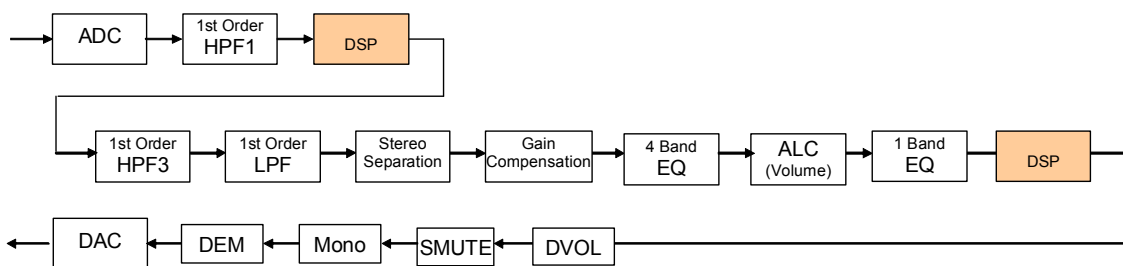 ADC
1st Order
HPF1
DSP
1st Order
HPF3
1st Order
LPF
Stereo
Separation
Gain
Compensation
4 Band
EQ
ALC
(Volume)
1 Band
EQ
DSP
DAC
DEM
Mono
SMUTE
DVOL